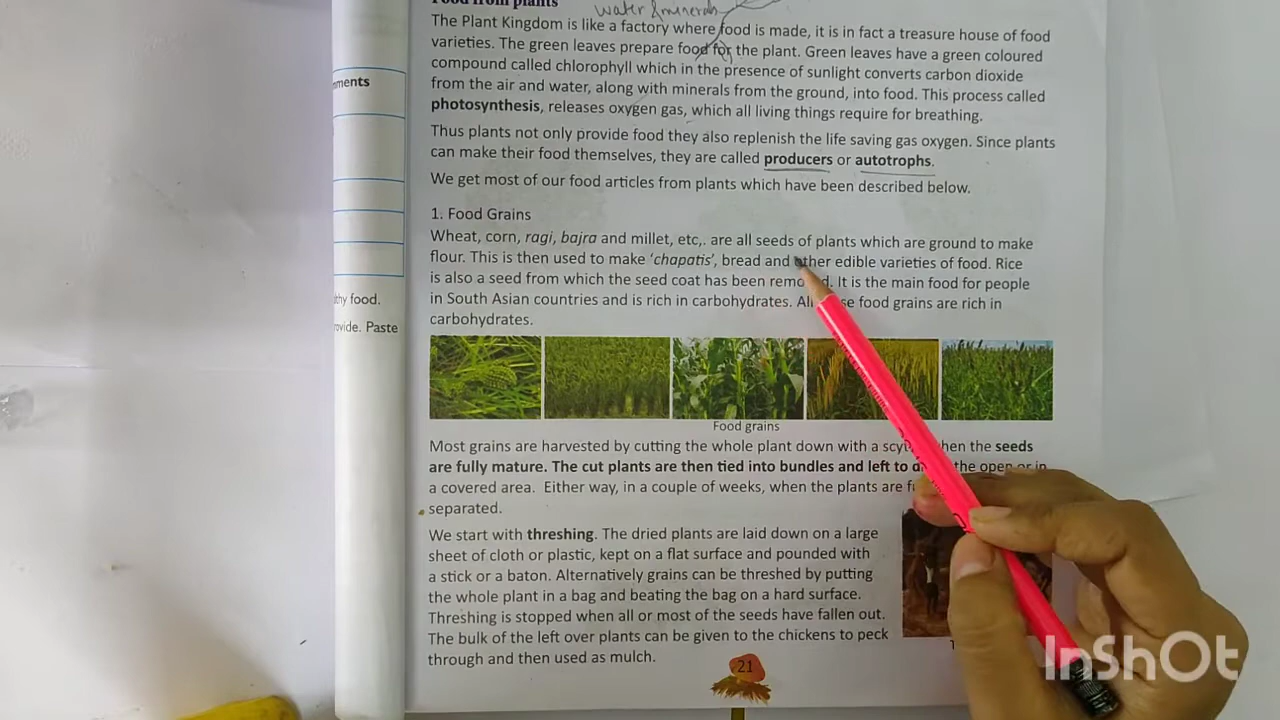 Food from plants
water & minerals
The Plant Kingdom is like a factory where food is made, it is in fact a treasure house of food
varieties. The green leaves prepare food for the plant. Green leaves have a green coloured
compound called chlorophyll which in the presence of sunlight converts carbon dioxide
from the air and water, along with minerals from the ground, into food. This process called
photosynthesis, releases oxygen gas, which all living things require for breathing.
Thus plants not only provide food they also replenish the life saving gas oxygen. Since plants
can make their food themselves, they are called producers or autotrophs.
We get most of our food articles from plants which have been described below.
1. Food Grains
Wheat, corn, ragi, bajra and millet, etc,. are all seeds of plants which are ground to make
flour. This is then used to make ‘chapatis’, bread and other edible varieties of food. Rice
is also a seed from which the seed coat has been It is the main food for people
in South Asian countries and is rich in carbohydrates. food grains are rich in
carbohydrates.
Food grains
Most grains are harvested by cutting the whole plant down with a the seeds
are fully mature. The cut plants are then tied into bundles and left to the open or in
a covered area. Either way, in a couple of weeks, when the plants are
separated.
We start with threshing. The dried plants are laid down on a large
sheet of cloth or plastic, kept on a flat surface and pounded with
a stick or a baton. Alternatively grains can be threshed by putting
the whole plant in a bag and beating the bag on a hard surface.
Threshing is stopped when all or most of the seeds have fallen out.
The bulk of the left over plants can be given to the chickens to peck
through and then used as mulch.
21
ments
thy food.
ovide. Paste
InShOt